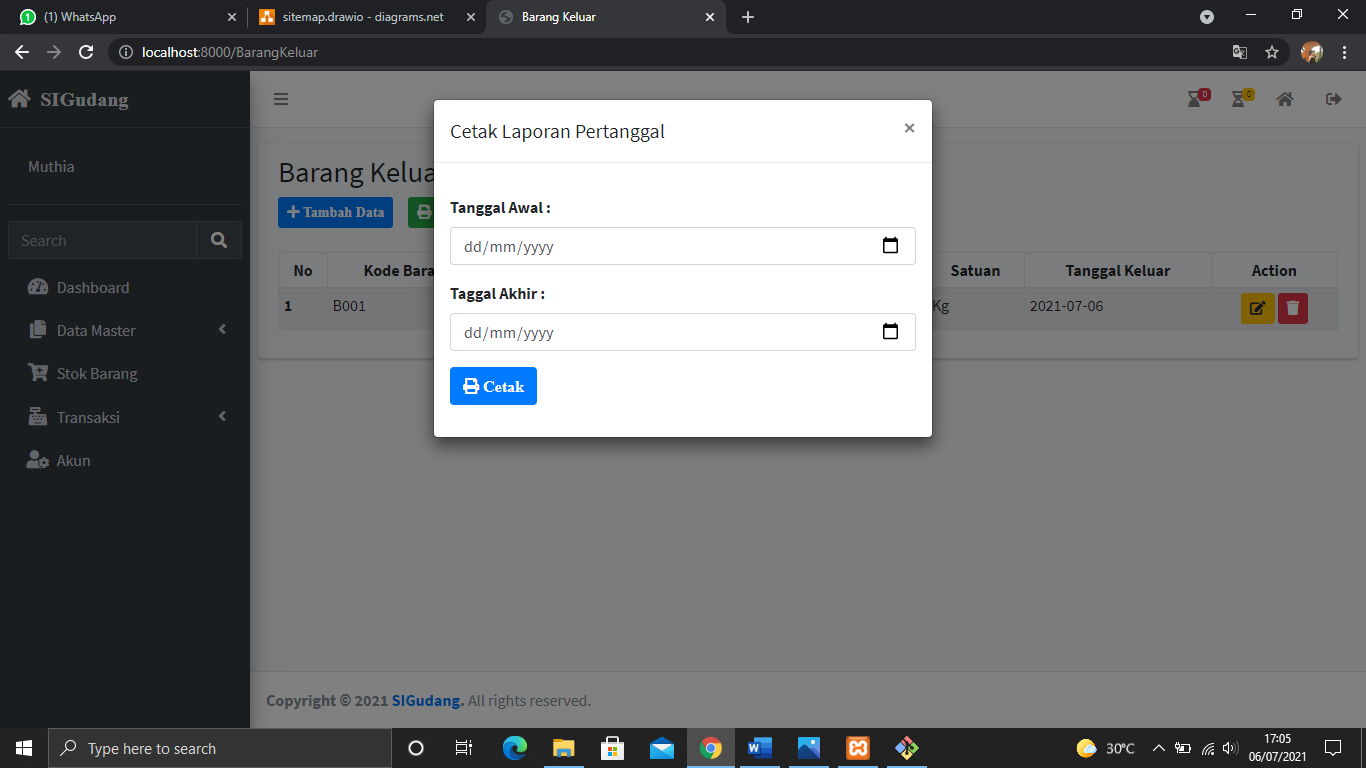 (1) WhatsApp
sitemap.drawio - diagrams.net
Barang Keluar
localhost:8000/BarangKeluar
SIGudang
0
0
Muthia
Search
Dashboard
Data Master
Stok Barang
Transaksi
Akun
Barang Kelua
Tambah Data
No
Kode Bara
Satuan
Tanggal Keluar
Action
1
B001
Kg
2021-07-06
Cetak Laporan Pertanggal
×
Tanggal Awal :
dd/mm/yyyy
Taggal Akhir :
dd/mm/yyyy
Cetak
Copyright © 2021 SIGudang. All rights reserved.
Type here to search
30°C
17:05
06/07/2021